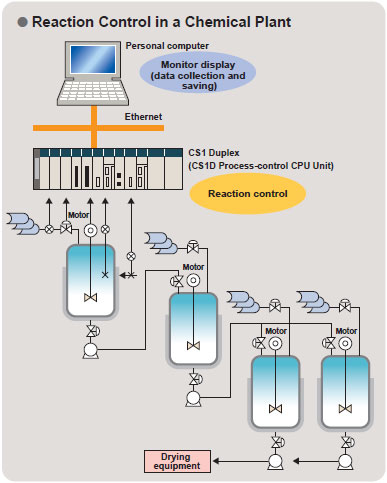 Reaction Control in a Chemical Plant
Personal computer
Monitor display
(data collection and
saving)
Ethernet
CS1 Duplex
(CS1D Process-control CPU Unit)
Reaction control
Motor
Motor
Motor
Motor
Drying
equipment